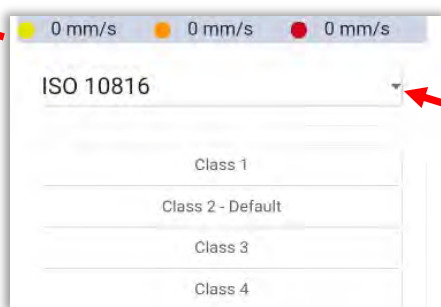 0 mm/s 0 mm/s 0 mm/s
ISO 10816
Class 1
Class 2 - Default
Class 3
Class 4